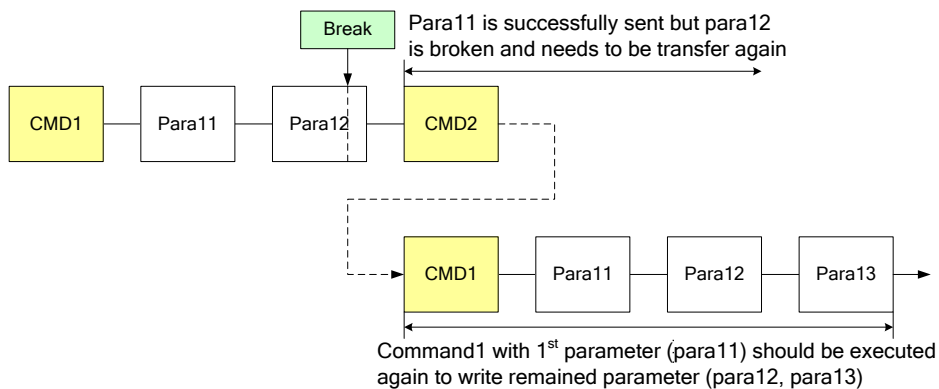 Break
Para11 is successfully sent but para12
is broken and needs to be transfer again
CMD1
Para11
Para12
CMD2
CMD1
Para11
Para12
Para13
Command1 with 1st parameter (para11) should be executed
again to write remained parameter (para12, para13)